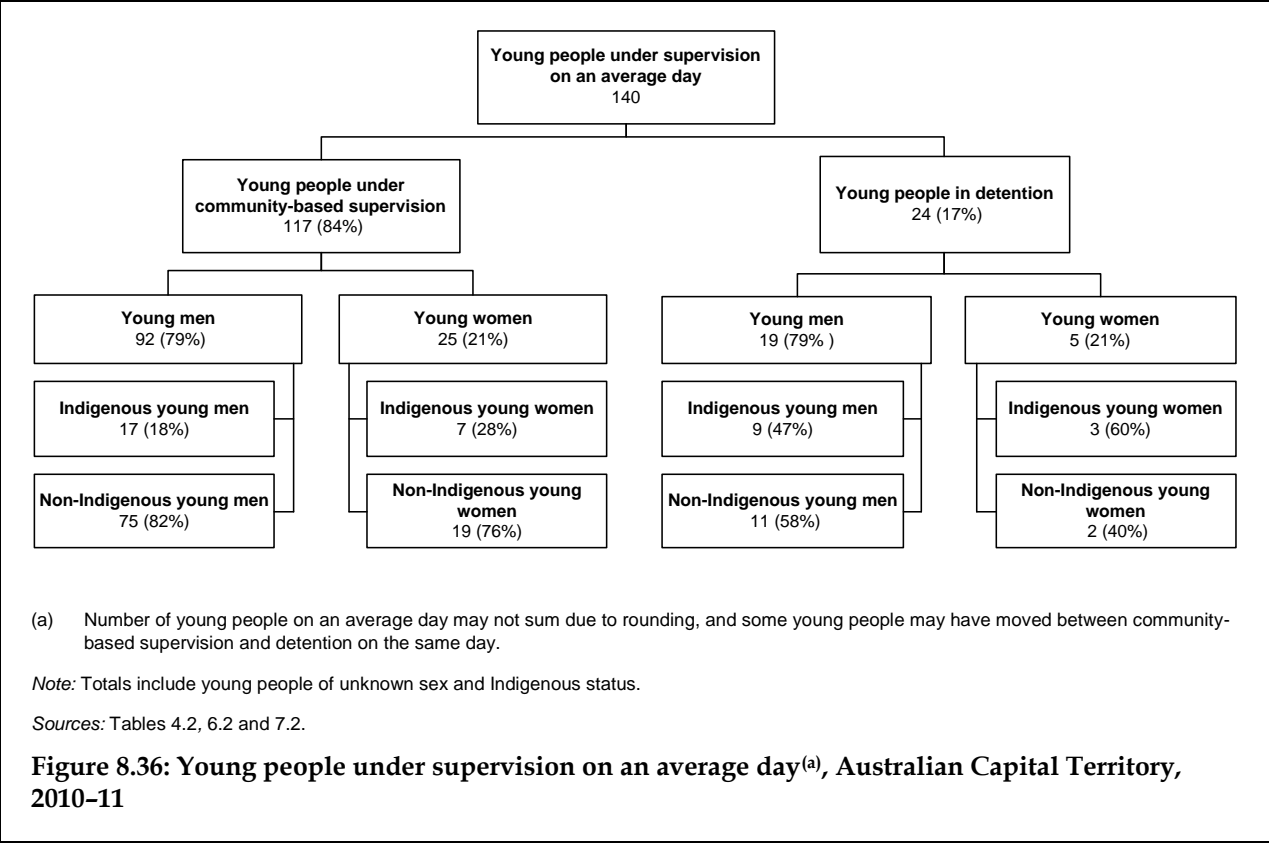 Young people under supervision
on an average day
140
Young people under
community-based supervision
117 (84%)
Young people in detention
24 (17%)
Young men
92 (79%)
Young women
25 (21%)
Young men
19 (79% )
Young women
5 (21%)
Indigenous young men
17 (18%)
Indigenous young women
7 (28%)
Indigenous young men
9 (47%)
Indigenous young women
3 (60%)
Non-Indigenous young men
75 (82%)
Non-Indigenous young
women
19 (76%)
Non-Indigenous young men
11 (58%)
Non-Indigenous young
women
2 (40%)
(a) Number of young people on an average day may not sum due to rounding, and some young people may have moved between community-
based supervision and detention on the same day.
Note: Totals include young people of unknown sex and Indigenous status.
Sources: Tables 4.2, 6.2 and 7.2.
Figure 8.36: Young people under supervision on an average day(a), Australian Capital Territory,
2010–11